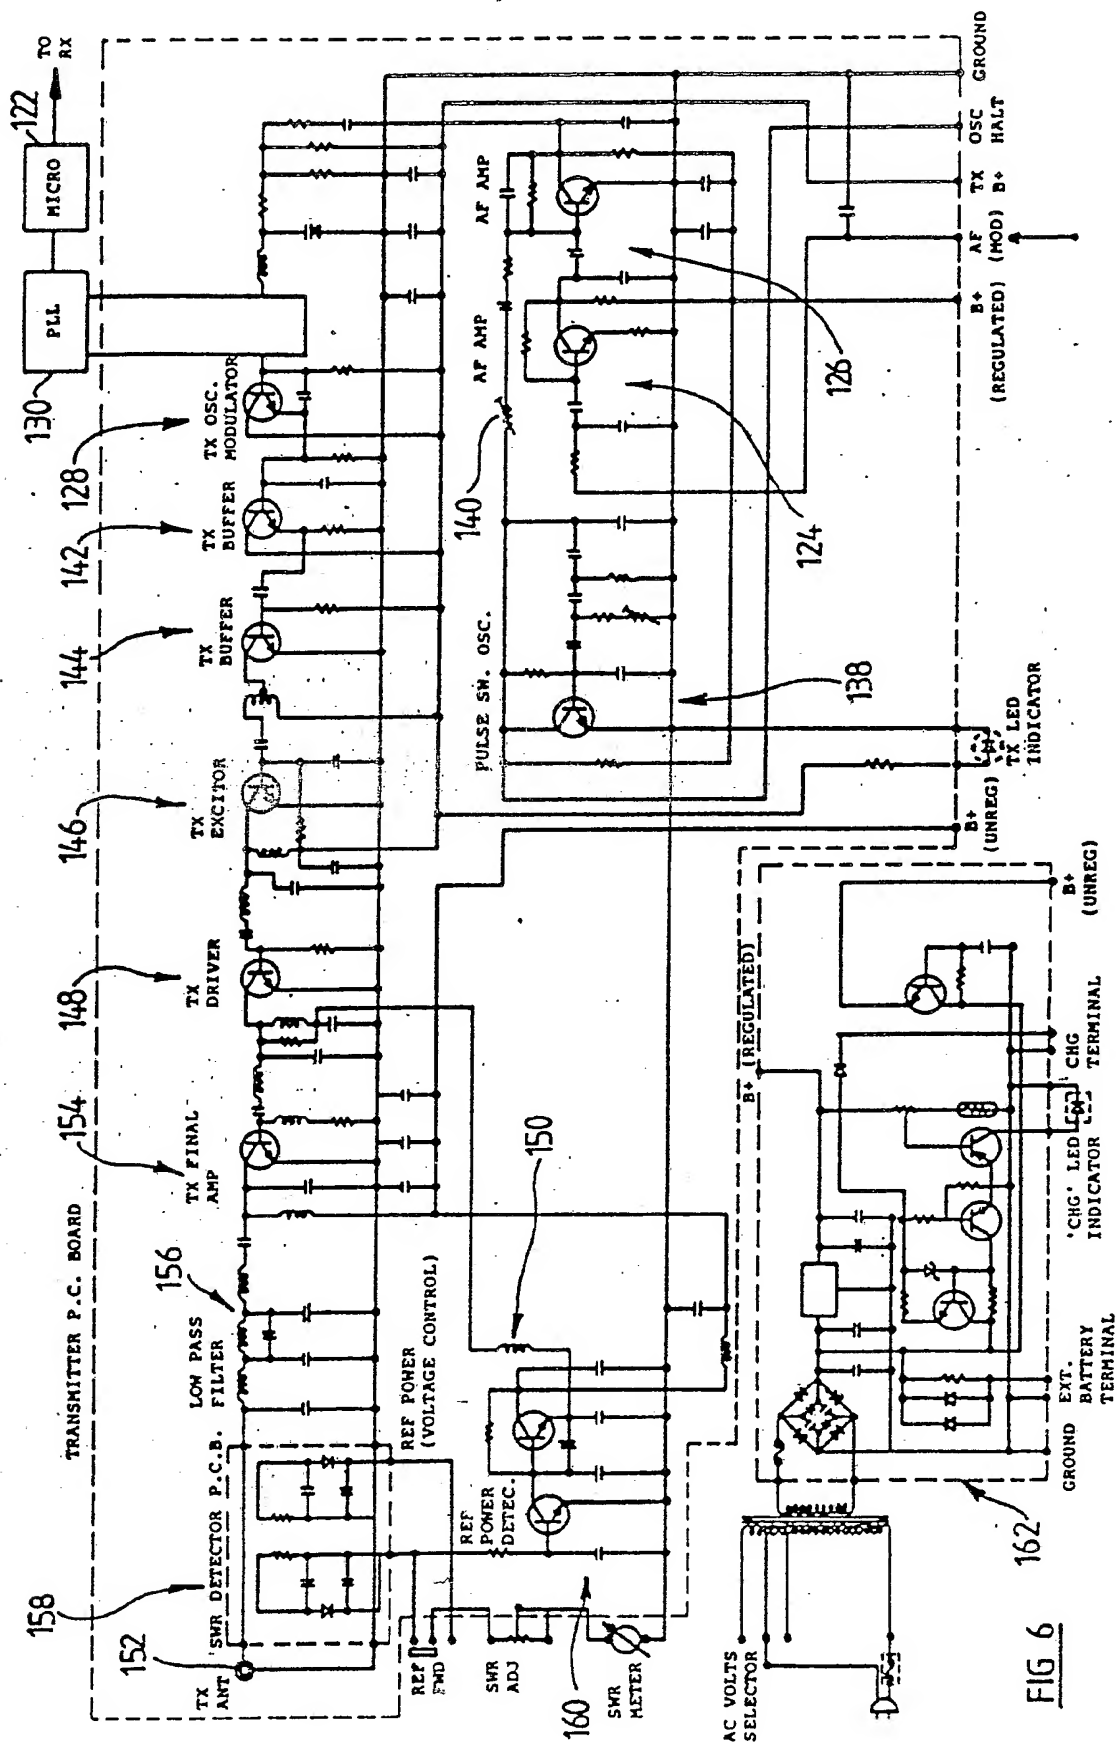 TO
RX
122
MICRO
PLL
130
TRANSMITTER P.C. BOARD
158
152
TX
ANT
'SWR DETECTOR P.C.B.
LOW PASS
FILTER
156
154
TX FINAL
AMP
148
TX
DRIVER
146
TX
EXCITOR
144
TX
BUFFER
142
TX
BUFFER
128
TX OSC.
MODULATOR
REF POWER
(VOLTAGE CONTROL)
REF
POWER
DETEC.
150
REF
FWD
SWR
ADJ
SWR
METER
160
PULSE SW. OSC.
138
140
AF AMP
AF AMP
124
126
GROUND
OSC
HALT
TX
B+
AF
(MOD)
B+
(REGULATED)
TX LED
INDICATOR
B+
(UNREG)
B+ (REGULATED)
B+
(UNREG)
CHG
TERMINAL
'CHG' LED
INDICATOR
EXT.
BATTERY
TERMINAL
GROUND
162
AC VOLTS
SELECTOR
FIG 6